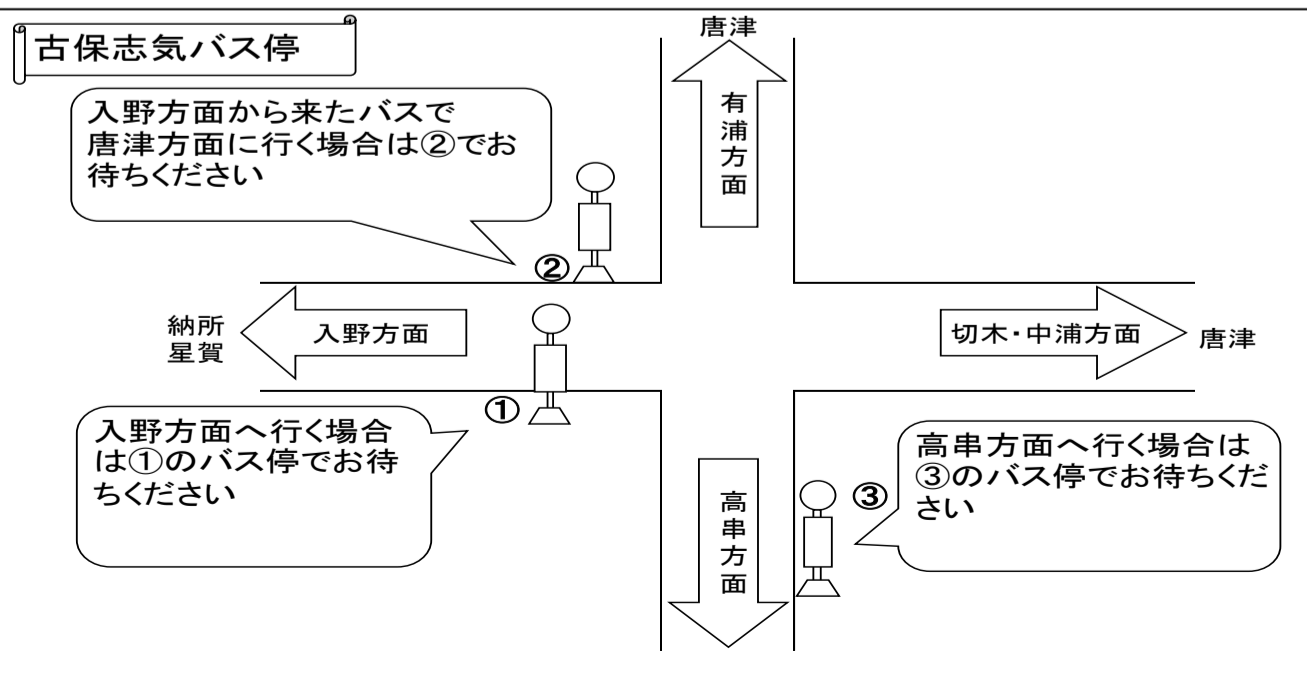 古保志気バス停
唐津
入野方面から来たバスで
唐津方面に行く場合は②でお
待ちください
有浦方面
②
納所
星賀
入野方面
切木・中浦方面
唐津
①
入野方面へ行く場合
は①のバス停でお待
ちください
高串方面
③
高串方面へ行く場合は
③のバス停でお待ちくだ
さい